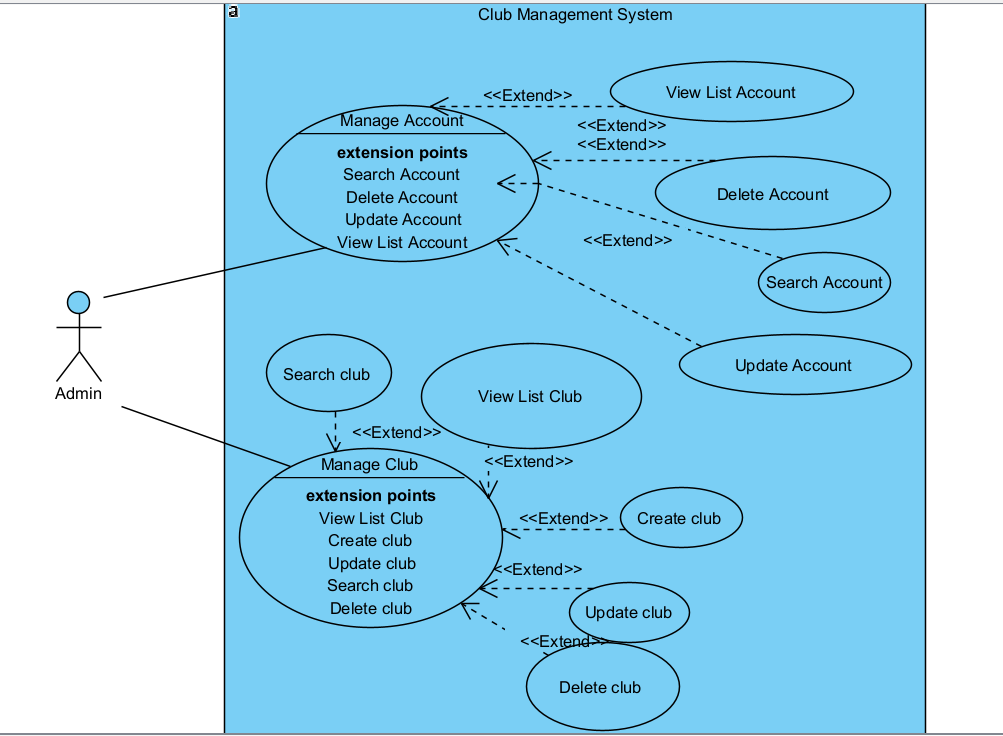 a
Club Management System
<<Extend>>
View List Account
Manage Account
<<Extend>>
<<Extend>>
extension points
Search Account
Delete Account
Update Account
View List Account
Delete Account
<<Extend>>
Search Account
Update Account
Admin
Search club
View List Club
<<Extend>>
<<Extend>>
Manage Club
extension points
View List Club
Create club
Update club
Search club
Delete club
<<Extend>>
Create club
<<Extend>>
Update club
<<Extend>>
Delete club